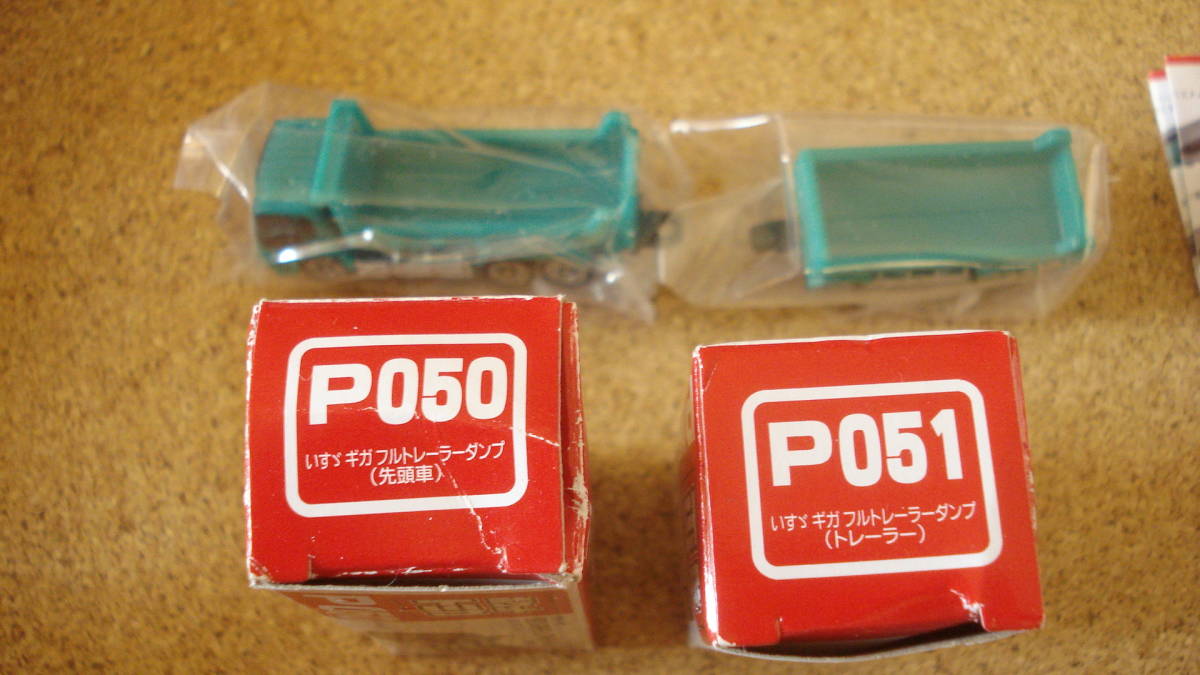 P050
いすゞ ギガ フルトレーラーダンプ
(先頭車)
P051
いすゞ ギガ フルトレーラーダンプ
(トレーラー)